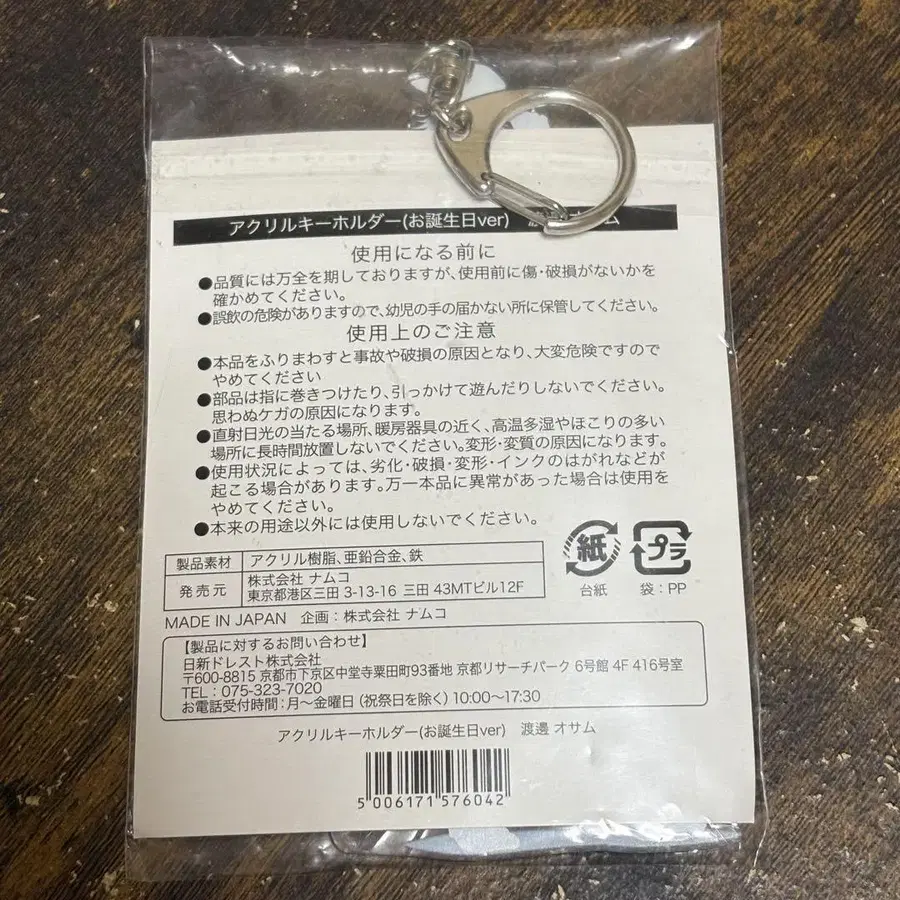 アクリルキーホルダー(お誕生日ver)
使用になる前に
●品質には万全を期しておりますが、使用前に傷・破損がないかを
確かめてください。
●誤飲の危険がありますので、幼児の手の届かない所に保管してください。
使用上のご注意
●本品をふりまわすと事故や破損の原因となり、大変危険ですので
やめてください
●部品は指に巻きつけたり、引っかけて遊んだりしないでください。
思わぬケガの原因になります。
●直射日光の当たる場所、暖房器具の近く、高温多湿やほこりの多い
場所に長時間放置しないでください。変形・変質の原因になります。
●使用状況によっては、劣化・破損・変形・インクのはがれなどが
起こる場合があります。万一本品に異常があった場合は使用を
やめてください。
●本来の用途以外には使用しないでください。
製品素材 アクリル樹脂、亜鉛合金、鉄
発売元 株式会社 ナムコ
東京都港区三田 3-13-16 三田 43MTビル12F
紙 プラ
台紙 袋：PP
MADE IN JAPAN 企画：株式会社 ナムコ
【製品に対するお問い合わせ】
日新ドレスト株式会社
〒600-8815 京都市下京区中堂寺粟田町93番地 京都リサーチパーク 6号館 4F 416号室
TEL：075-323-7020
お電話受付時間：月～金曜日（祝祭日を除く）10:00～17:30
アクリルキーホルダー(お誕生日ver) 渡邊 オサム
5 006171 576042